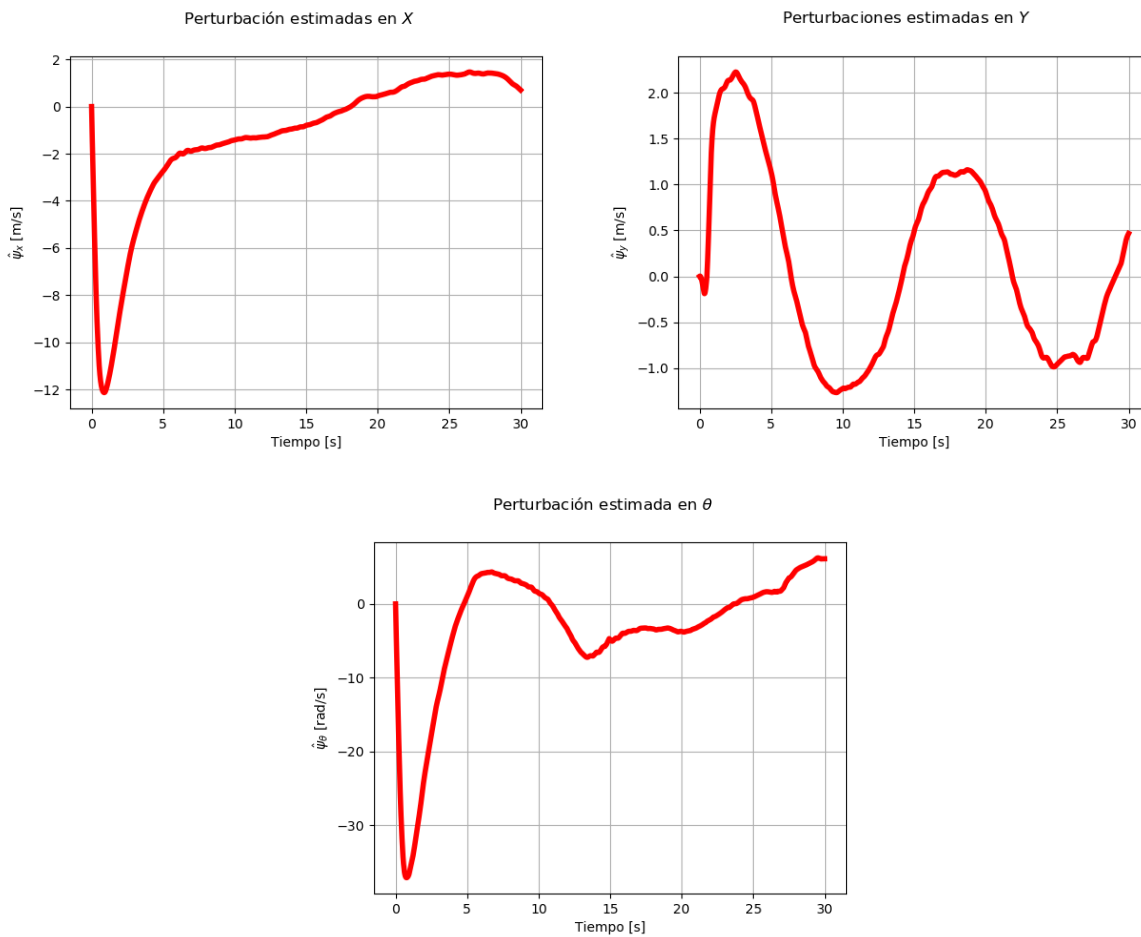 Perturbación estimadas en X
2
0
−2
−4
−6
−8
−10
−12
ψ̂ₓ [m/s]
0 5 10 15 20 25 30
Tiempo [s]
Perturbaciones estimadas en Y
2.0
1.5
1.0
0.5
0.0
−0.5
−1.0
ψ̂_y [m/s]
0 5 10 15 20 25 30
Tiempo [s]
Perturbación estimada en θ
0
−10
−20
−30
ψ̂_θ [rad/s]
0 5 10 15 20 25 30
Tiempo [s]